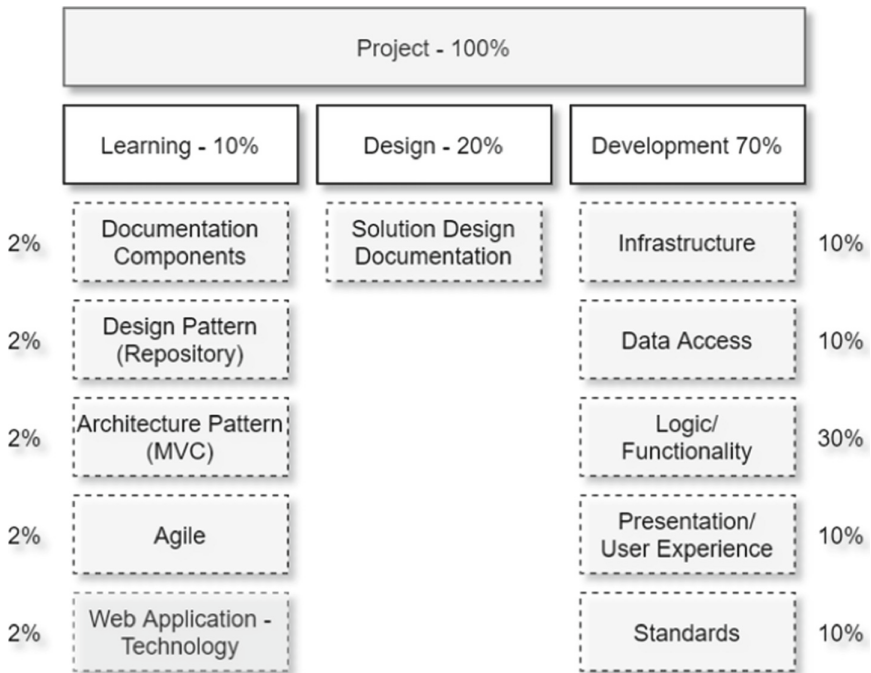 Project - 100%
Learning - 10%
Design - 20%
Development 70%
2%
Documentation
Components
Solution Design
Documentation
Infrastructure
10%
2%
Design Pattern
(Repository)
Data Access
10%
2%
Architecture Pattern
(MVC)
Logic/
Functionality
30%
2%
Agile
Presentation/
User Experience
10%
2%
Web Application -
Technology
Standards
10%